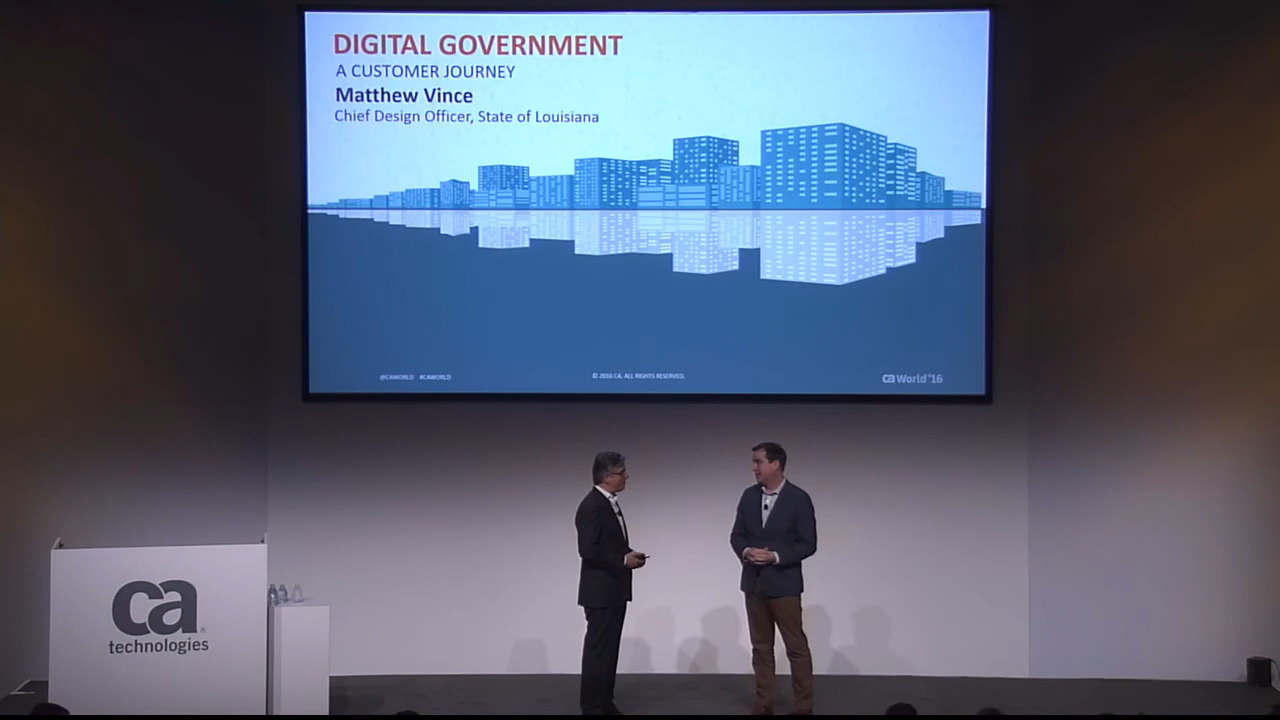 DIGITAL GOVERNMENT
A CUSTOMER JOURNEY
Matthew Vince
Chief Design Officer, State of Louisiana
@CAWORLD #CAWORLD
© 2016 CA. ALL RIGHTS RESERVED.
ca World '16
ca
technologies